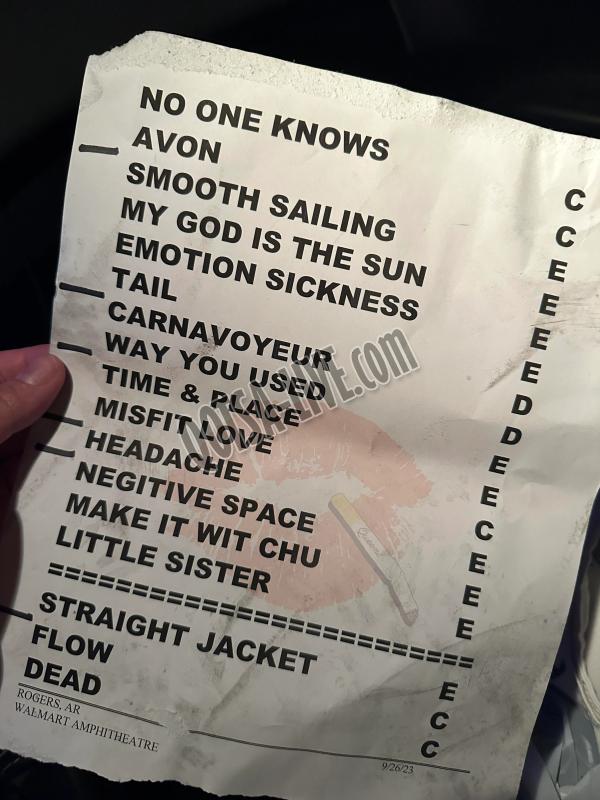 NO ONE KNOWS C
AVON C
SMOOTH SAILING E
MY GOD IS THE SUN E
EMOTION SICKNESS E
TAIL E
CARNAVOYEUR D
WAY YOU USED D
TIME & PLACE E
MISFIT LOVE E
HEADACHE C
NEGITIVE SPACE E
MAKE IT WIT CHU E
LITTLE SISTER E
===========================
STRAIGHT JACKET E
FLOW C
DEAD C
ROGERS, AR
WALMART AMPHITHEATRE
9/26/23
QOTSA-LIVE.com